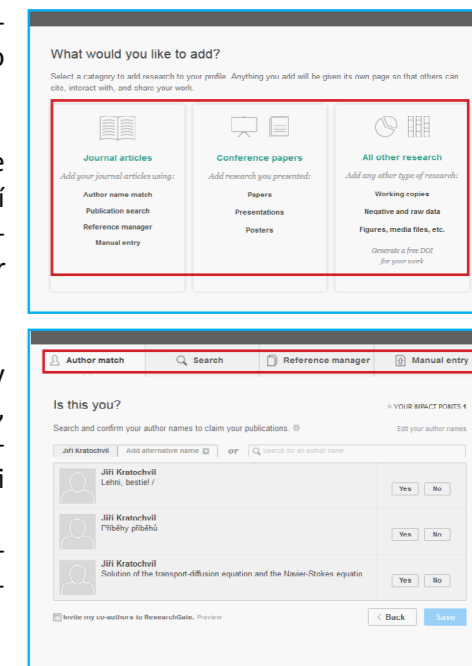 What would you like to add?
Select a category to add research to your profile. Anything you add will be given its own page so that others can
cite, interact with, and share your work.
Journal articles
Add your journal articles using:
Author name match
Publication search
Reference manager
Manual entry
Conference papers
Add research you presented:
Papers
Presentations
Posters
All other research
Add any other type of research:
Working copies
Negative and raw data
Figures, media files, etc.
Generate a free DOI
for your work
Author match
Search
Reference manager
Manual entry
Is this you?
YOUR IMPACT POINTS
Search and confirm your author names to claim your publications.
Edit your author names
Jiří Kratochvil
Add alternative name
or
Search for an author name
Jiří Kratochvil
Lehni, bestie! /
Yes No
Jiří Kratochvil
Příběhy příběhů
Yes No
Jiří Kratochvil
Solution of the transport-diffusion equation and the Navier-Stokes equatio
Yes No
Invite my co-authors to ResearchGate. Preview
< Back
Save